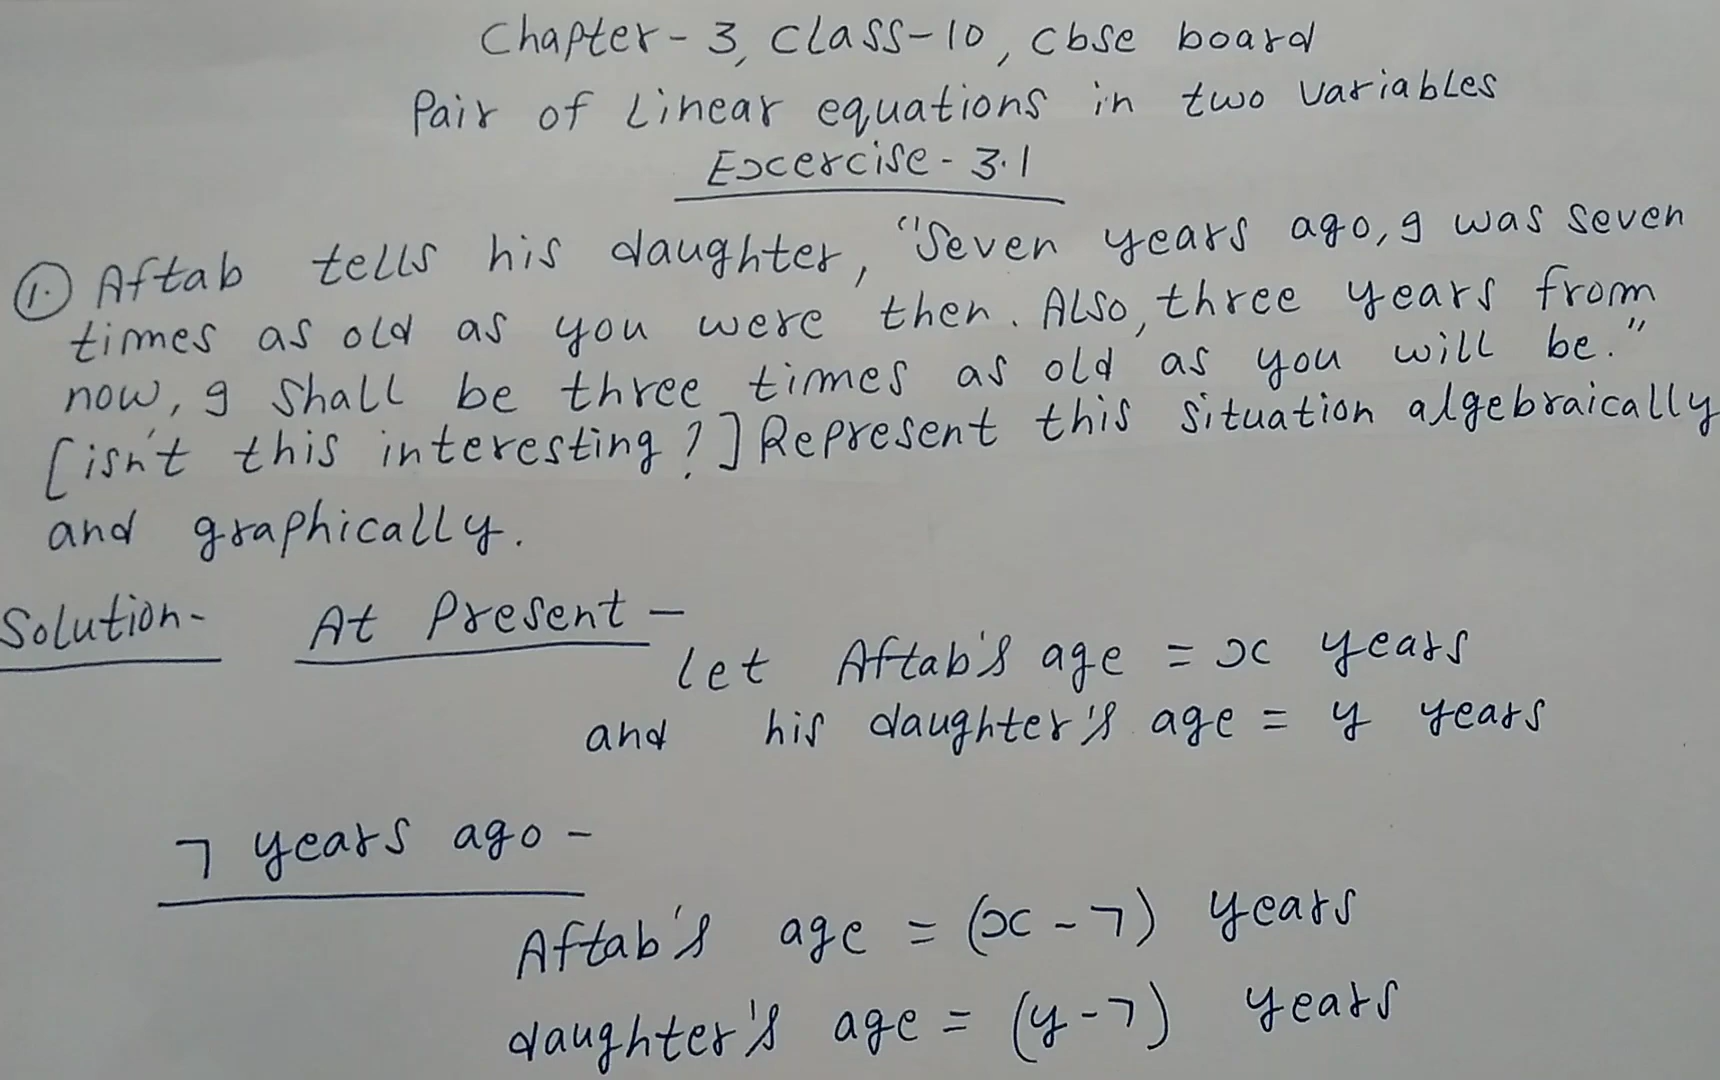 Chapter-3, Class-10, cbse board
Pair of Linear equations in two variables
Excercise-3.1
1. Aftab tells his daughter, "Seven years ago, I was seven
times as old as you were then. Also, three years from
now, I shall be three times as old as you will be."
[isn't this interesting?] Represent this situation algebraically
and graphically.
Solution- At Present -
Let Aftab's age = x years
and his daughter's age = y years
7 years ago -
Aftab's age = (x-7) years
daughter's age = (y-7) years